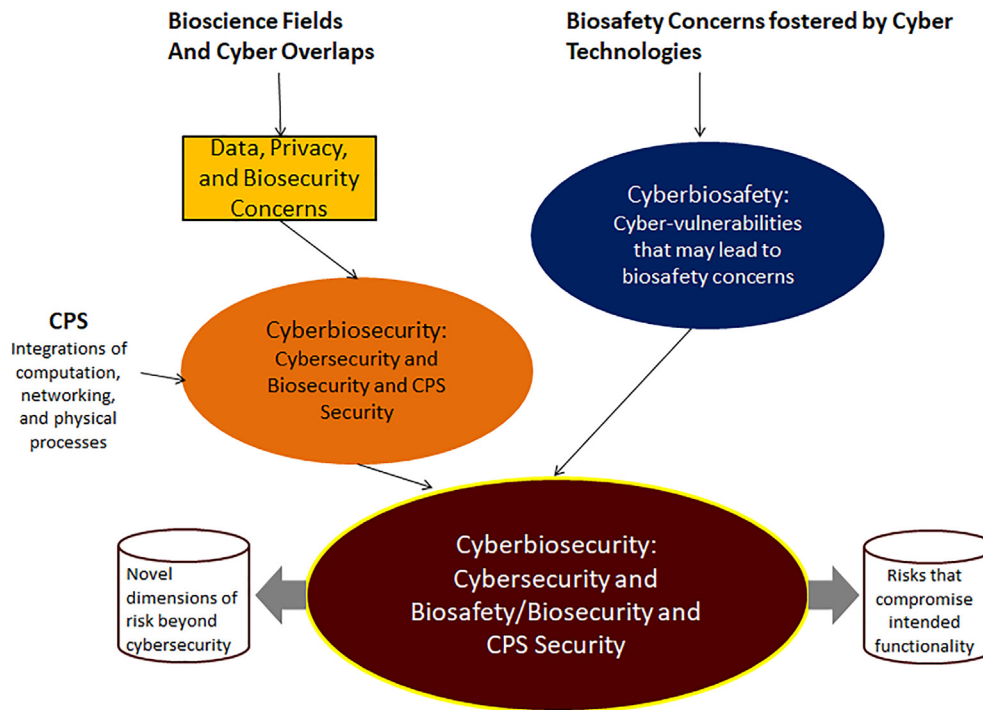 Bioscience Fields
And Cyber Overlaps
Biosafety Concerns fostered by Cyber
Technologies
Data, Privacy,
and Biosecurity
Concerns
Cyberbiosafety:
Cyber-vulnerabilities
that may lead to
biosafety concerns
CPS
Integrations of
computation,
networking,
and physical
processes
Cyberbiosecurity:
Cybersecurity and
Biosecurity and CPS
Security
Novel
dimensions of
risk beyond
cybersecurity
Cyberbiosecurity:
Cybersecurity and
Biosafety/Biosecurity and
CPS Security
Risks that
compromise
intended
functionality